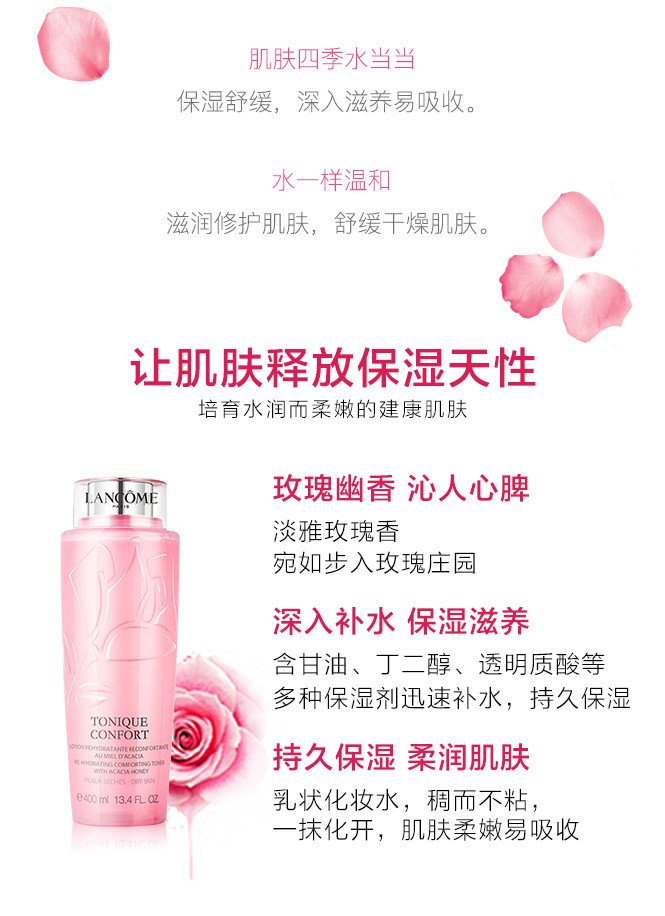 肌肤四季水当当
保湿舒缓，深入滋养易吸收。
水一样温和
滋润修护肌肤，舒缓干燥肌肤。
让肌肤释放保湿天性
培育水润而柔嫩的建康肌肤
玫瑰幽香 沁人心脾
淡雅玫瑰香
宛如步入玫瑰庄园
深入补水 保湿滋养
含甘油、丁二醇、透明质酸等
多种保湿剂迅速补水，持久保湿
持久保湿 柔润肌肤
乳状化妆水，稠而不粘，
一抹化开，肌肤柔嫩易吸收
LANCÔME
PARIS
TONIQUE
CONFORT
LOTION RÉHYDRATANTE RÉCONFORTANTE
AU MIEL D'ACACIA
RE-HYDRATING COMFORTING TONER
WITH ACACIA HONEY
PEAUX SÈCHES - DRY SKIN
e 400 ml 13.4 FL. OZ.